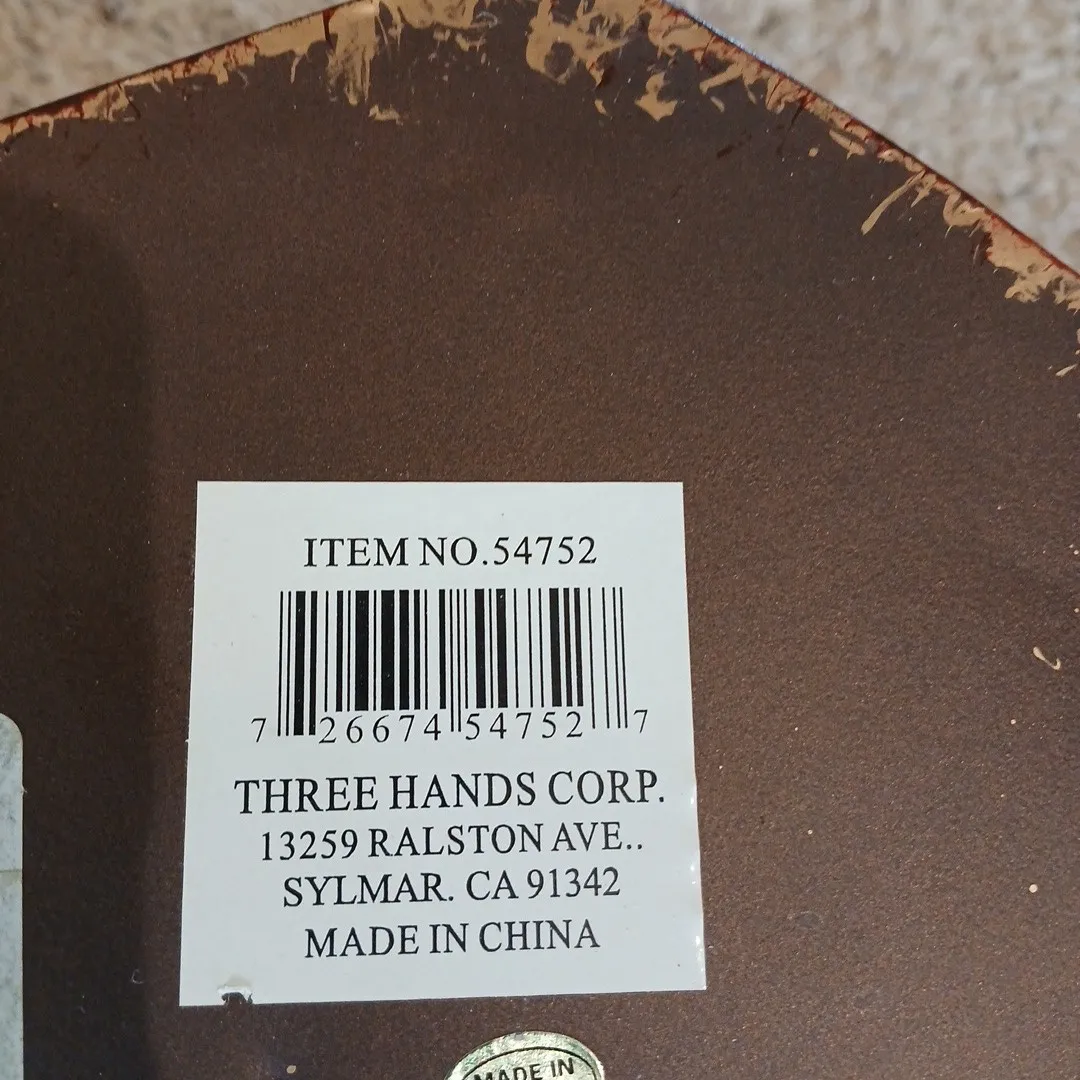 ITEM NO.54752
7 26674 54752 7
THREE HANDS CORP.
13259 RALSTON AVE..
SYLMAR. CA 91342
MADE IN CHINA
MADE IN